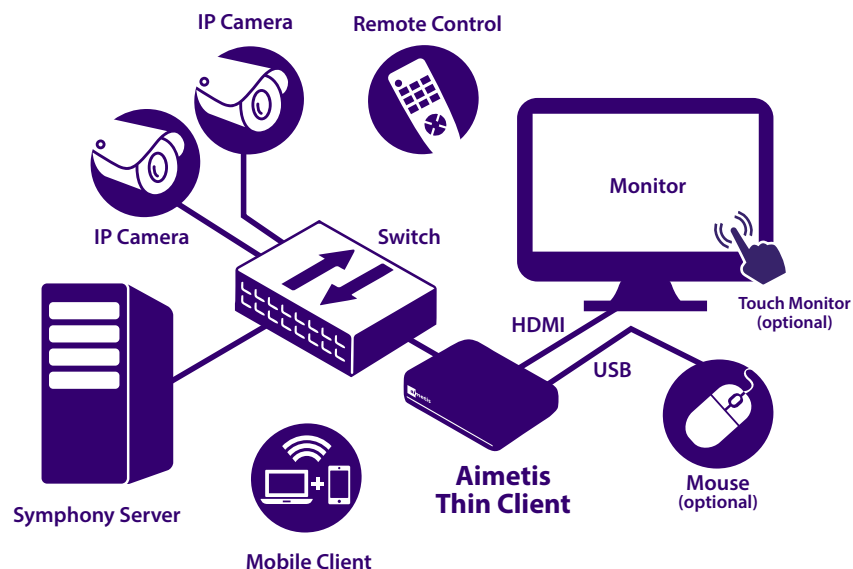 IP Camera
Remote Control
Monitor
IP Camera
Switch
Touch Monitor
(optional)
HDMI
USB
aimetis
Aimetis
Thin Client
Mouse
(optional)
Symphony Server
Mobile Client